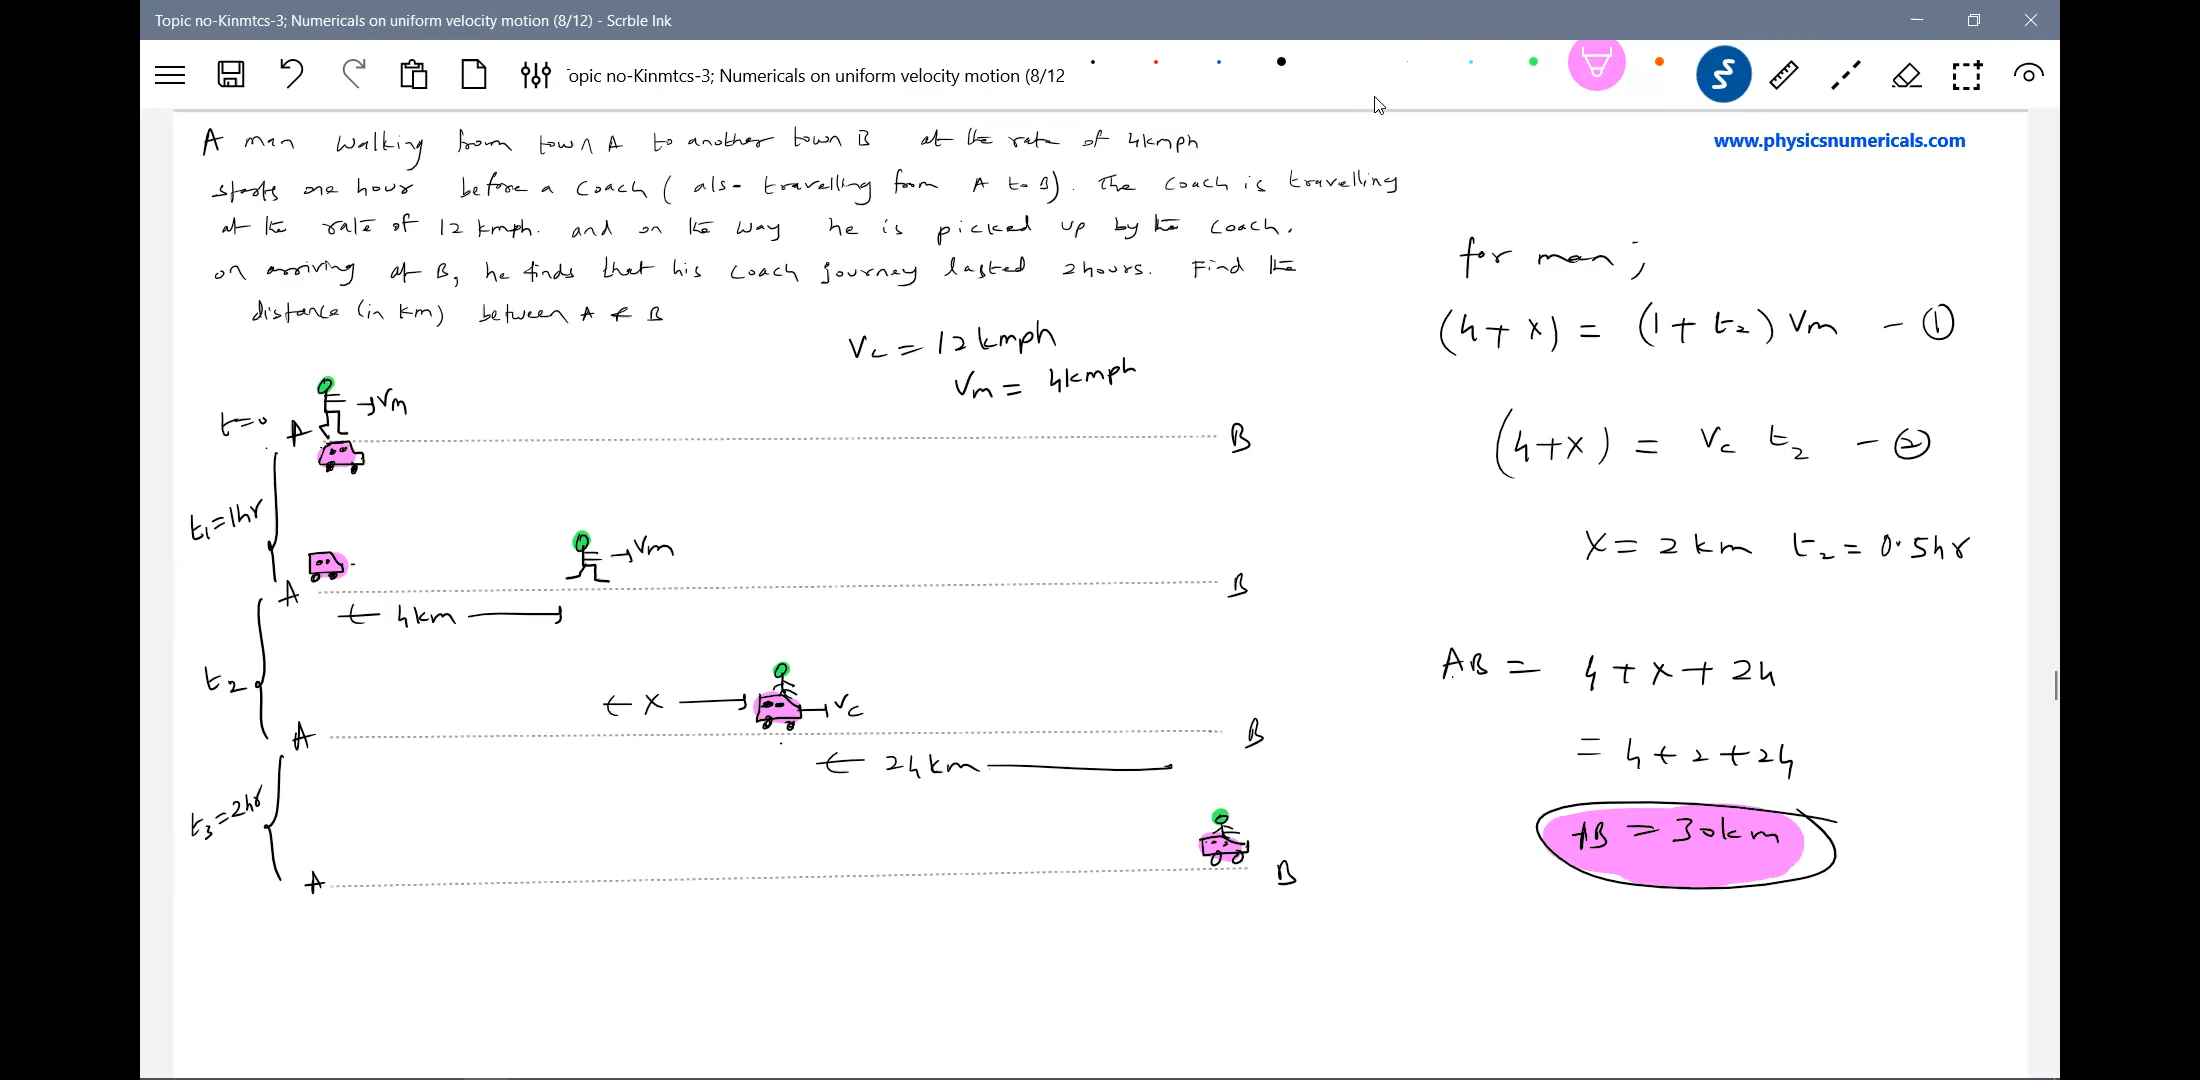 Topic no-Kinmtcs-3; Numericals on uniform velocity motion (8/12) - Scrble Ink
opic no-Kinmtcs-3; Numericals on uniform velocity motion (8/12
www.physicsnumericals.com
A man walking from town A to another town B at the rate of 4kmph
starts one hour before a coach (also travelling from A to B). The coach is travelling
at the rate of 12 kmph. and on the way he is picked up by the coach.
on arriving at B, he finds that his coach journey lasted 2hours. Find the
distance (in km) between A & B
Vc = 12kmph
Vm = 4kmph
t=0
A
→Vm
B
t₁=1hr
→Vm
A
B
4km
t₂
x
→Vc
A
B
24km
t₃=2hr
A
B
for man;
(4+x) = (1+t₂) Vm - ①
(4+x) = Vc t₂ - ②
x = 2km t₂ = 0.5hr
AB = 4+x+24
= 4+2+24
AB = 30km